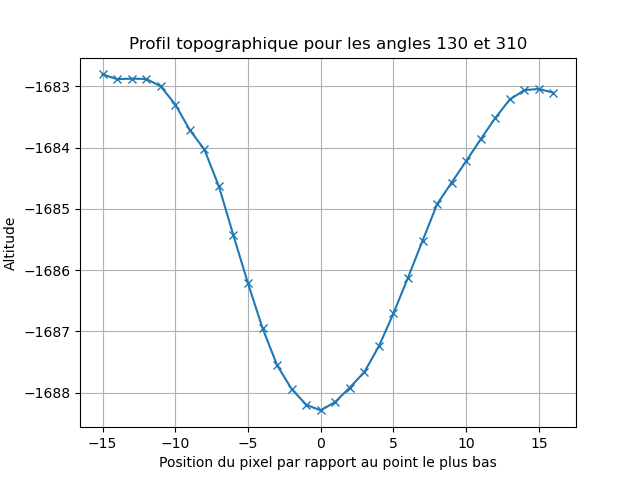 Profil topographique pour les angles 130 et 310
Altitude
−1683
−1684
−1685
−1686
−1687
−1688
−15 −10 −5 0 5 10 15
Position du pixel par rapport au point le plus bas